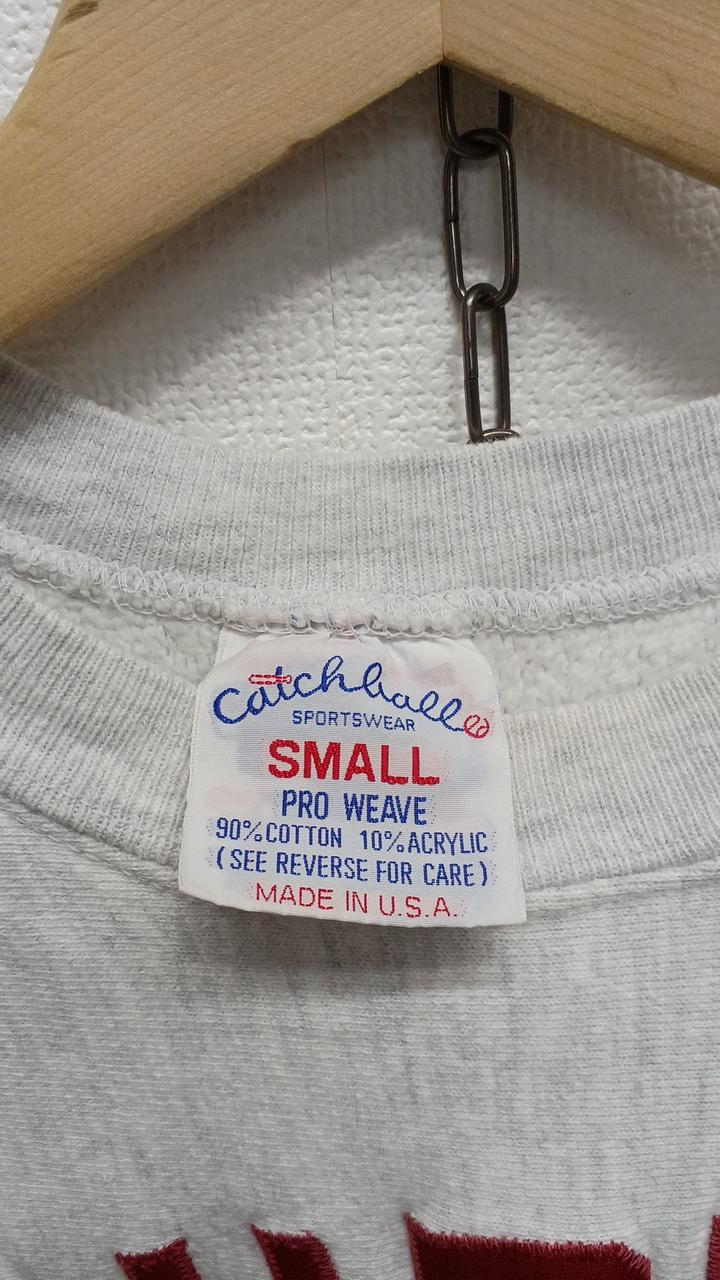 Catchball
SPORTSWEAR
SMALL
PRO WEAVE
90% COTTON 10% ACRYLIC
(SEE REVERSE FOR CARE)
MADE IN U.S.A.